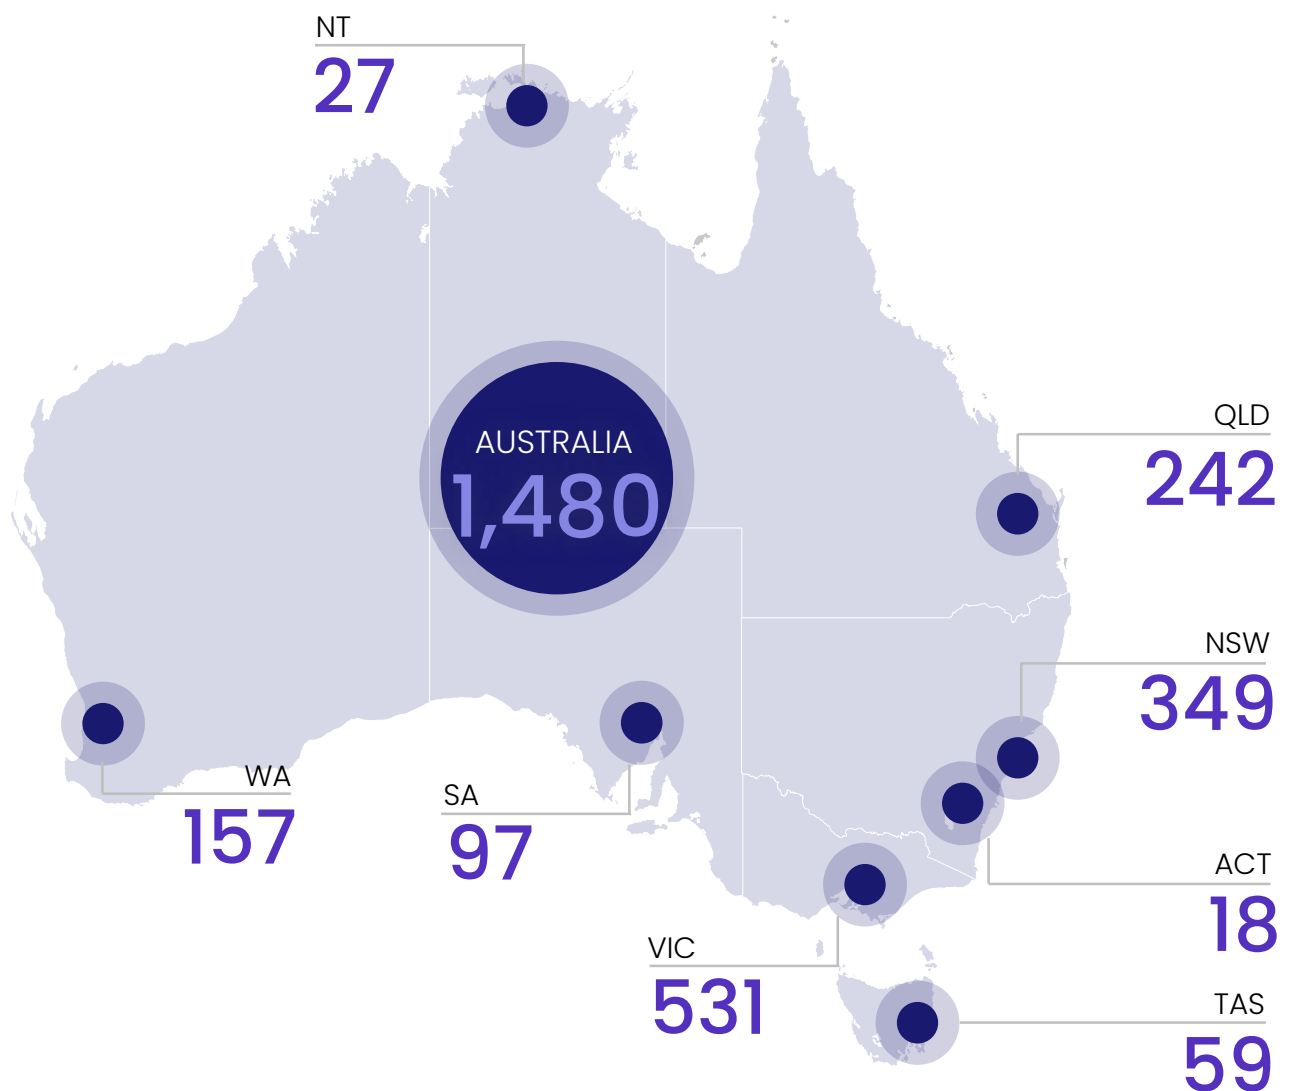 NT
27
AUSTRALIA
1,480
QLD
242
NSW
349
WA
157
SA
97
ACT
18
VIC
531
TAS
59